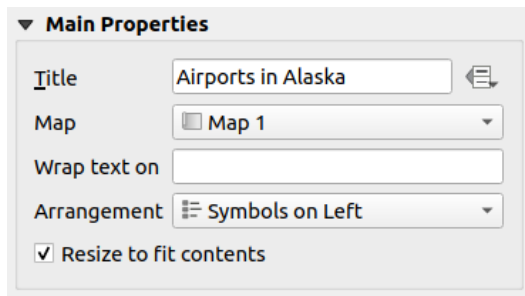 Main Properties
Title Airports in Alaska
Map Map 1
Wrap text on
Arrangement Symbols on Left
Resize to fit contents